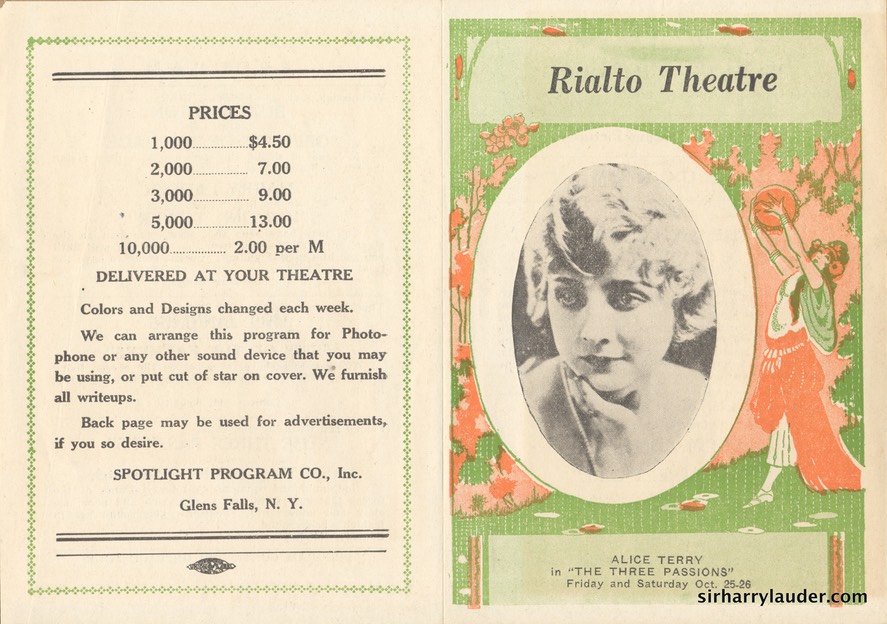 PRICES
1,000................$4.50
2,000................ 7.00
3,000................ 9.00
5,000................13.00
10,000................ 2.00 per M
DELIVERED AT YOUR THEATRE
Colors and Designs changed each week.
We can arrange this program for Photo-
phone or any other sound device that you may
be using, or put cut of star on cover. We furnish
all writeups.
Back page may be used for advertisements,
if you so desire.
SPOTLIGHT PROGRAM CO., Inc.
Glens Falls, N. Y.
Rialto Theatre
ALICE TERRY
in "THE THREE PASSIONS"
Friday and Saturday Oct. 25-26
sirharrylauder.com